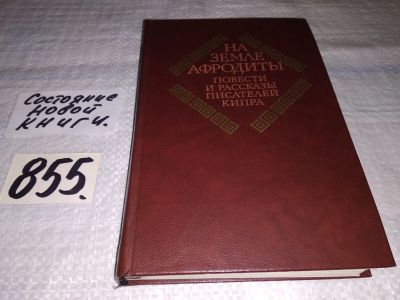 Состояние
новой
книги.
855.
НА
ЗЕМЛЕ
АФРОДИТЫ
ПОВЕСТИ
И РАССКАЗЫ
ПИСАТЕЛЕЙ
КИПРА